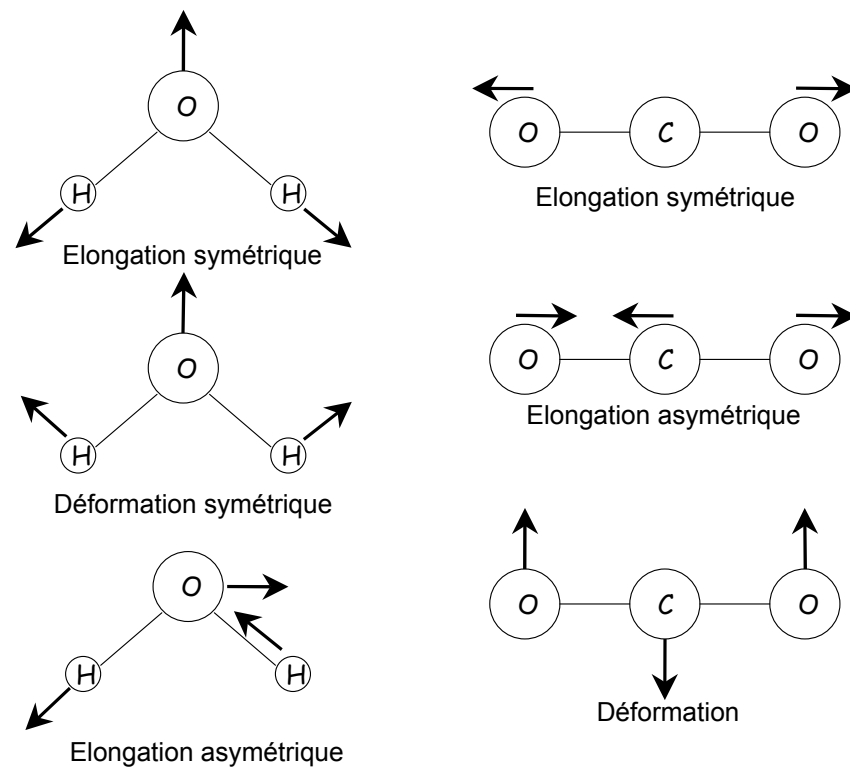 O
H H
Elongation symétrique
O
H H
Déformation symétrique
O
H H
Elongation asymétrique
O C O
Elongation symétrique
O C O
Elongation asymétrique
O C O
Déformation